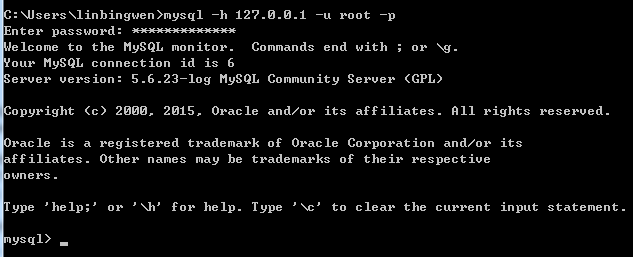 C:\Users\linbingwen>mysql -h 127.0.0.1 -u root -p
Enter password: *************
Welcome to the MySQL monitor.  Commands end with ; or \g.
Your MySQL connection id is 6
Server version: 5.6.23-log MySQL Community Server (GPL)
Copyright (c) 2000, 2015, Oracle and/or its affiliates. All rights reserved.
Oracle is a registered trademark of Oracle Corporation and/or its
affiliates. Other names may be trademarks of their respective
owners.
Type 'help;' or '\h' for help. Type '\c' to clear the current input statement.
mysql> _